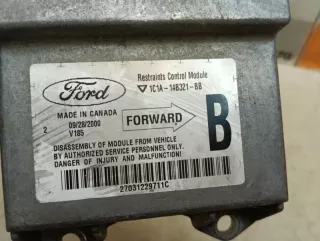 Ford
Restraints Control Module
1C1A-14B321-BB
MADE IN CANADA
2 09/28/2000
V185
FORWARD
B
DISASSEMBLY OF MODULE FROM VEHICLE
BY AUTHORIZED SERVICE PERSONNEL ONLY.
DANGER OF INJURY AND MALFUNCTION!
27031229711C